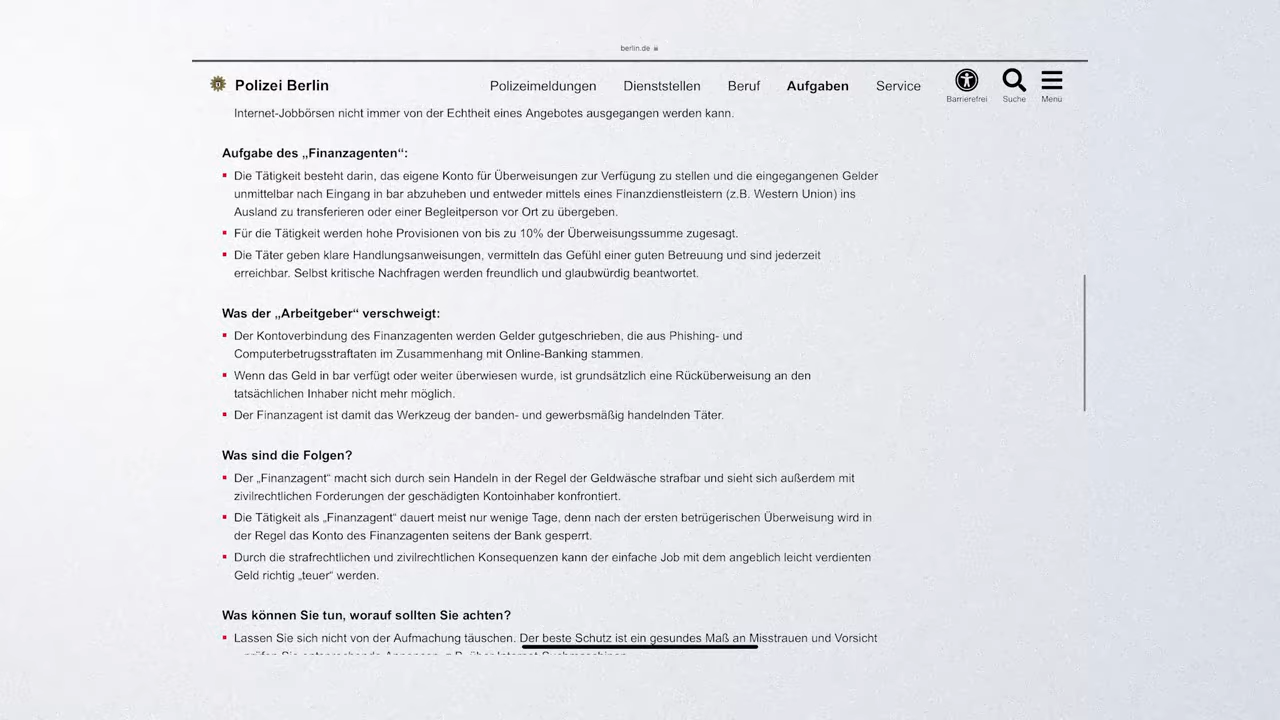 berlin.de
Polizei Berlin
Polizeimeldungen Dienststellen Beruf Aufgaben Service
Barrierefrei Suche Menü
Internet-Jobbörsen nicht immer von der Echtheit eines Angebotes ausgegangen werden kann.
Aufgabe des „Finanzagenten“:
Die Tätigkeit besteht darin, das eigene Konto für Überweisungen zur Verfügung zu stellen und die eingegangenen Gelder
unmittelbar nach Eingang in bar abzuheben und entweder mittels eines Finanzdienstleistern (z.B. Western Union) ins
Ausland zu transferieren oder einer Begleitperson vor Ort zu übergeben.
Für die Tätigkeit werden hohe Provisionen von bis zu 10% der Überweisungssumme zugesagt.
Die Täter geben klare Handlungsanweisungen, vermitteln das Gefühl einer guten Betreuung und sind jederzeit
erreichbar. Selbst kritische Nachfragen werden freundlich und glaubwürdig beantwortet.
Was der „Arbeitgeber“ verschweigt:
Der Kontoverbindung des Finanzagenten werden Gelder gutgeschrieben, die aus Phishing- und
Computerbetrugsstraftaten im Zusammenhang mit Online-Banking stammen.
Wenn das Geld in bar verfügt oder weiter überwiesen wurde, ist grundsätzlich eine Rücküberweisung an den
tatsächlichen Inhaber nicht mehr möglich.
Der Finanzagent ist damit das Werkzeug der banden- und gewerbsmäßig handelnden Täter.
Was sind die Folgen?
Der „Finanzagent“ macht sich durch sein Handeln in der Regel der Geldwäsche strafbar und sieht sich außerdem mit
zivilrechtlichen Forderungen der geschädigten Kontoinhaber konfrontiert.
Die Tätigkeit als „Finanzagent“ dauert meist nur wenige Tage, denn nach der ersten betrügerischen Überweisung wird in
der Regel das Konto des Finanzagenten seitens der Bank gesperrt.
Durch die strafrechtlichen und zivilrechtlichen Konsequenzen kann der einfache Job mit dem angeblich leicht verdienten
Geld richtig „teuer“ werden.
Was können Sie tun, worauf sollten Sie achten?
Lassen Sie sich nicht von der Aufmachung täuschen. Der beste Schutz ist ein gesundes Maß an Misstrauen und Vorsicht